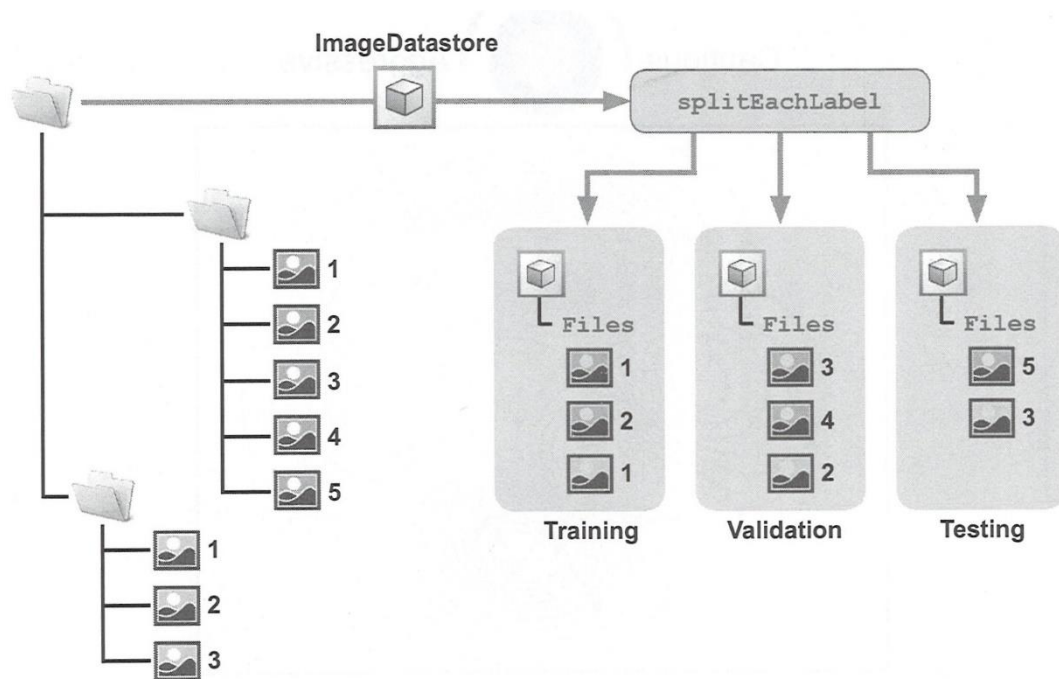 ImageDatastore
splitEachLabel
1
2
3
4
5
1
2
3
Files
1
2
1
Training
Files
3
4
2
Validation
Files
5
3
Testing